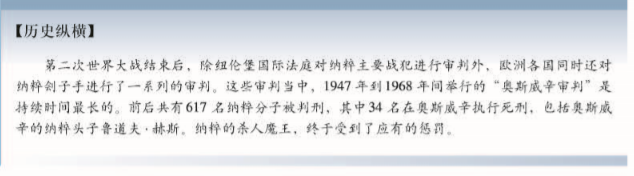 【历史纵横】
第二次世界大战结束后，除纽伦堡国际法庭对纳粹主要战犯进行审判外，欧洲各国同时还对
纳粹刽子手进行了一系列的审判。这些审判当中，1947年到1968年间举行的“奥斯威辛审判”是
持续时间最长的。前后共有617名纳粹分子被判刑，其中34名在奥斯威辛执行死刑，包括奥斯威
辛的纳粹头子鲁道夫·赫斯。纳粹的杀人魔王，终于受到了应有的惩罚。